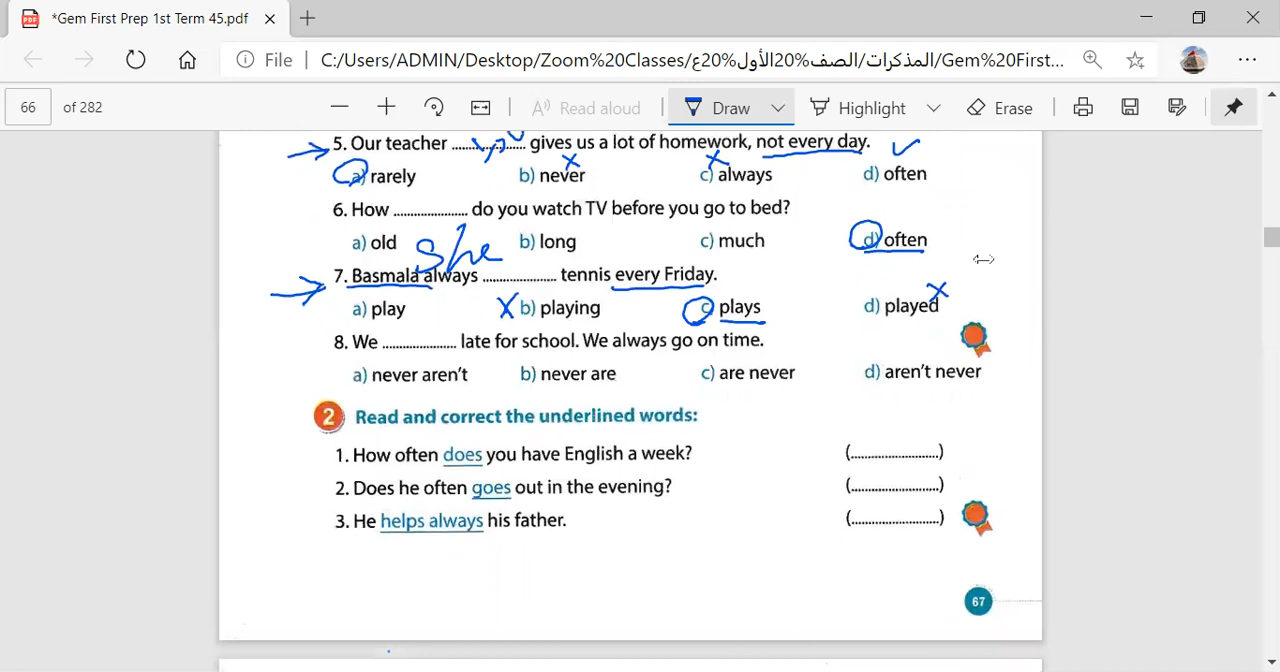 *Gem First Prep 1st Term 45.pdf
File C:/Users/ADMIN/Desktop/Zoom%20Classes/المذكرات/الصف%20الأول%20ع/Gem%20First...
66 of 282 Read aloud Draw Highlight Erase
5. Our teacher ..................... gives us a lot of homework, not every day.
a) rarely b) never c) always d) often
6. How ..................... do you watch TV before you go to bed?
a) old b) long c) much d) often
She
7. Basmala always ..................... tennis every Friday.
a) play b) playing c) plays d) played
8. We ..................... late for school. We always go on time.
a) never aren't b) never are c) are never d) aren't never
2 Read and correct the underlined words:
1. How often does you have English a week? (.........................)
2. Does he often goes out in the evening? (.........................)
3. He helps always his father. (.........................)
67